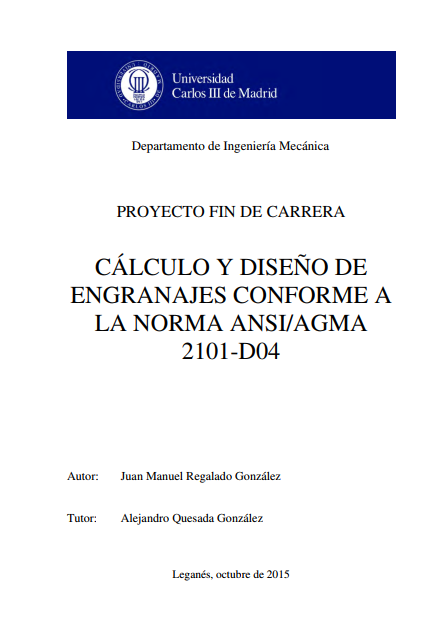 Universidad
Carlos III de Madrid
Departamento de Ingeniería Mecánica
PROYECTO FIN DE CARRERA
CÁLCULO Y DISEÑO DE
ENGRANAJES CONFORME A
LA NORMA ANSI/AGMA
2101-D04
Autor: Juan Manuel Regalado González
Tutor: Alejandro Quesada González
Leganés, octubre de 2015